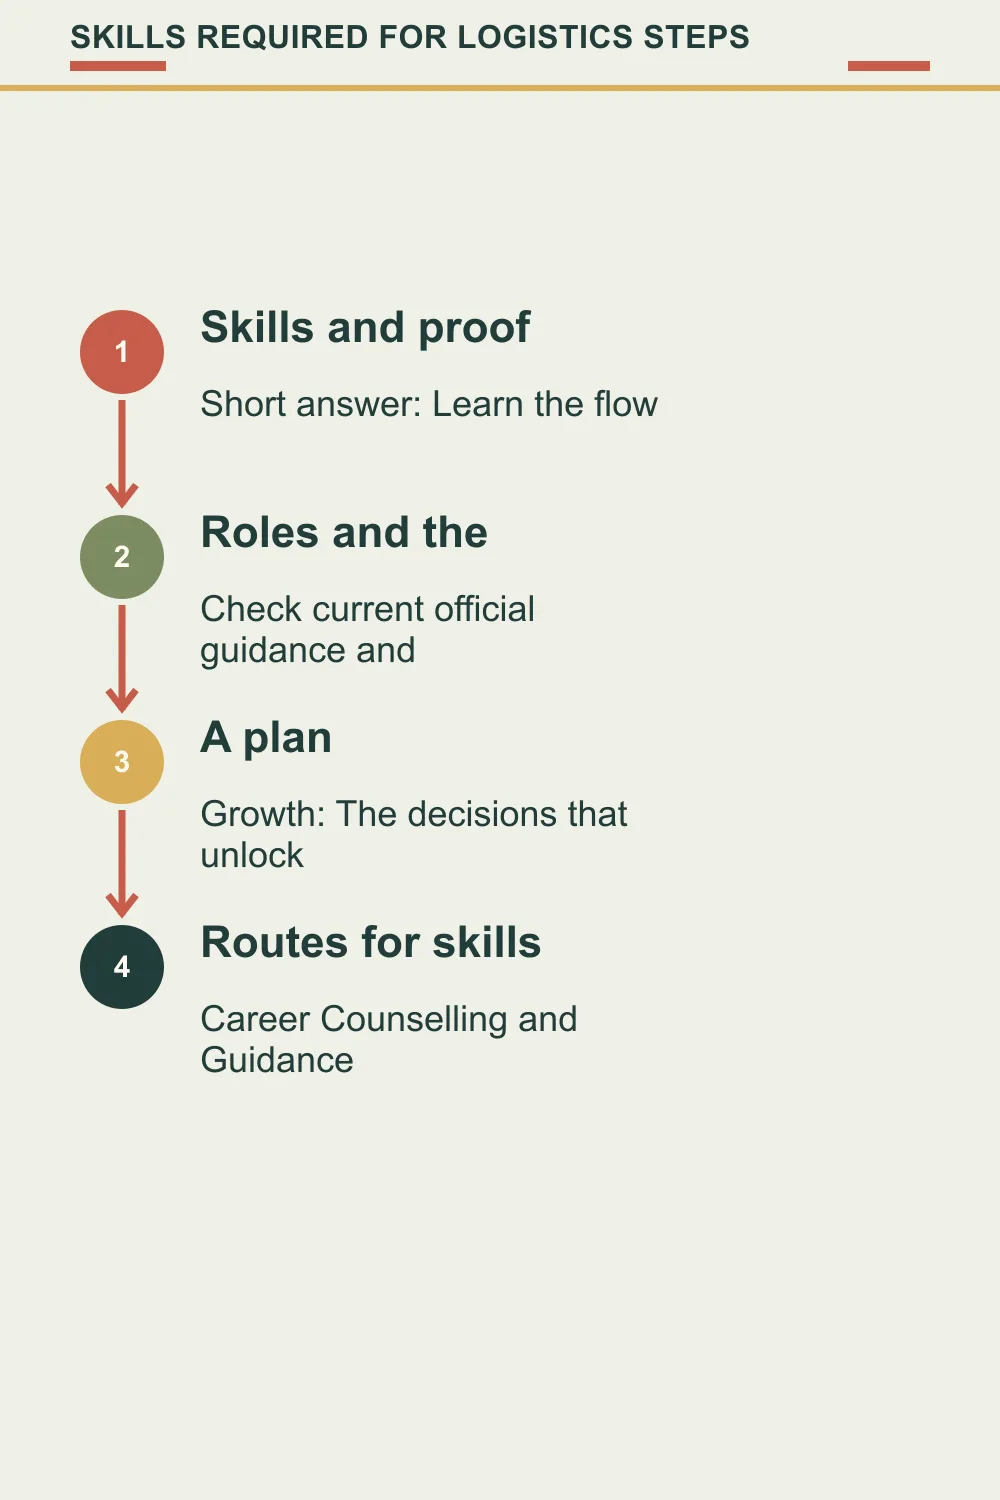 SKILLS REQUIRED FOR LOGISTICS STEPS
1
Skills and proof
Short answer: Learn the flow
2
Roles and the
Check current official
guidance and
3
A plan
Growth: The decisions that
unlock
4
Routes for skills
Career Counselling and
Guidance